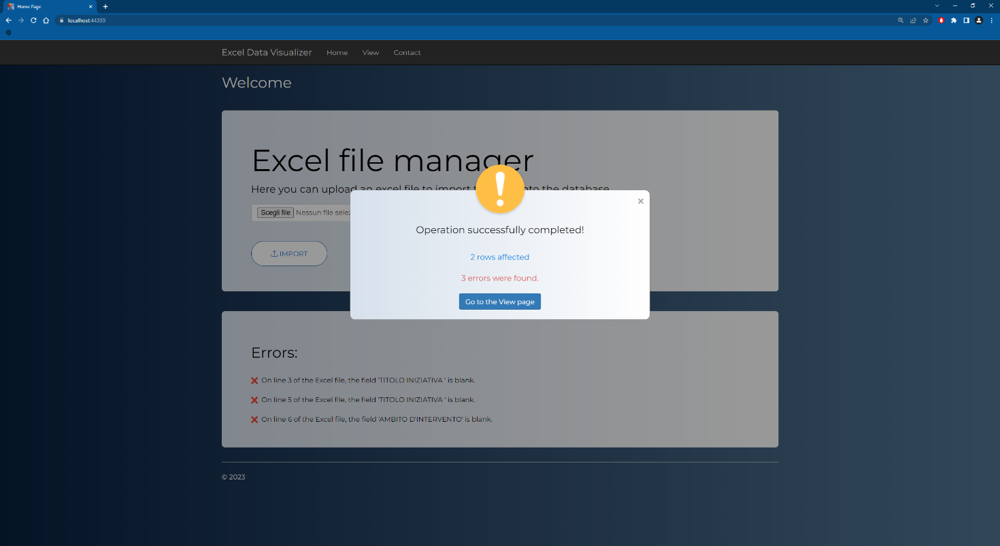 Home Page
localhost:44359
Excel Data Visualizer Home View Contact
Welcome
Excel file manager
Here you can upload an excel file to import t nto the database
Scegli file Nessun file selez
IMPORT
Operation successfully completed!
2 rows affected
3 errors were found.
Go to the View page
Errors:
On line 3 of the Excel file, the field 'TITOLO INIZIATIVA ' is blank.
On line 5 of the Excel file, the field 'TITOLO INIZIATIVA ' is blank.
On line 6 of the Excel file, the field 'AMBITO D'INTERVENTO' is blank.
© 2023